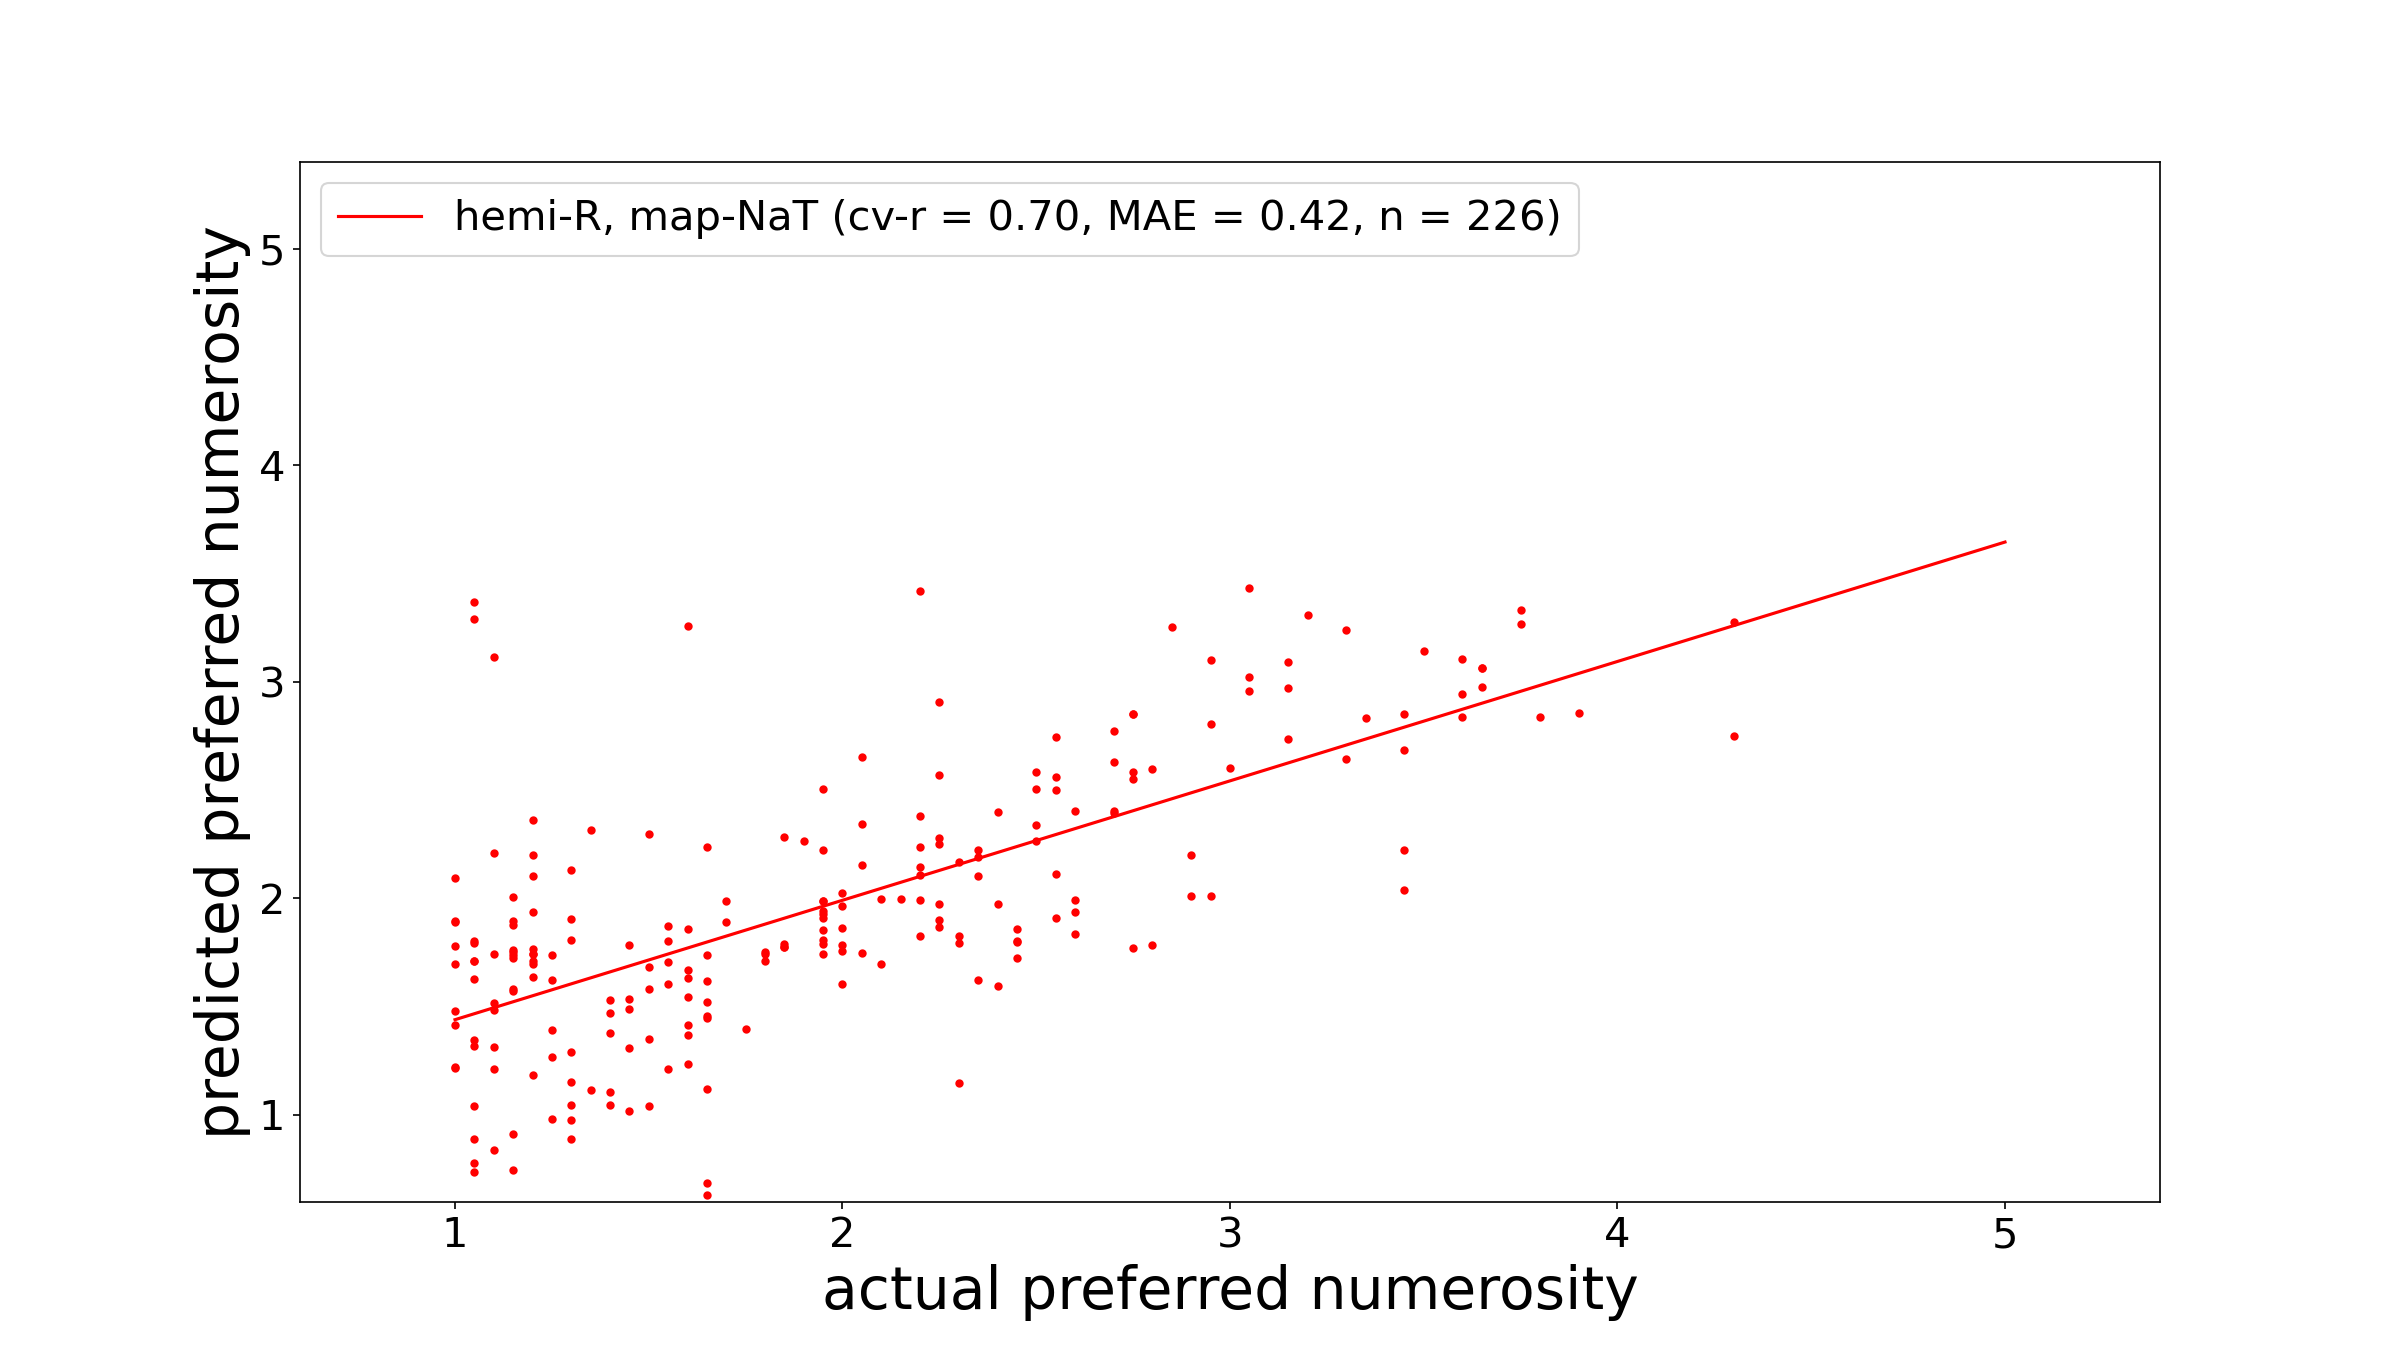 hemi-R, map-NaT (cv-r = 0.70, MAE = 0.42, n = 226)
predicted preferred numerosity
5
4
3
2
1
1 2 3 4 5
actual preferred numerosity